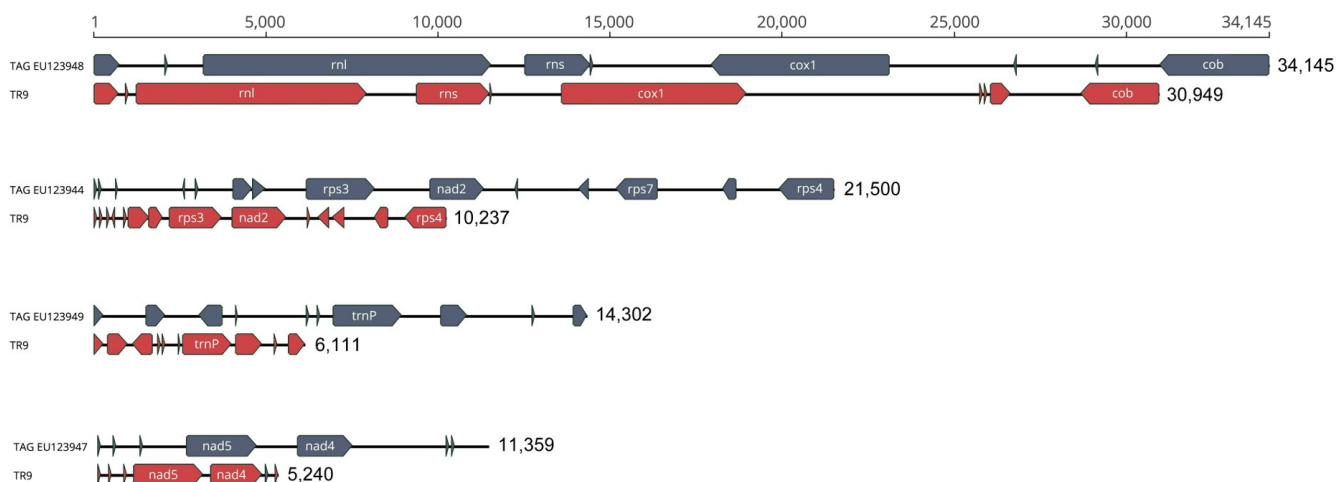 1 5,000 10,000 15,000 20,000 25,000 30,000 34,145
TAG EU123948 rnl rns cox1 cob 34,145
TR9 rnl rns cox1 cob 30,949
TAG EU123944 rps3 nad2 rps7 rps4 21,500
TR9 rps3 nad2 rps4 10,237
TAG EU123949 trnP 14,302
TR9 trnP 6,111
TAG EU123947 nad5 nad4 11,359
TR9 nad5 nad4 5,240